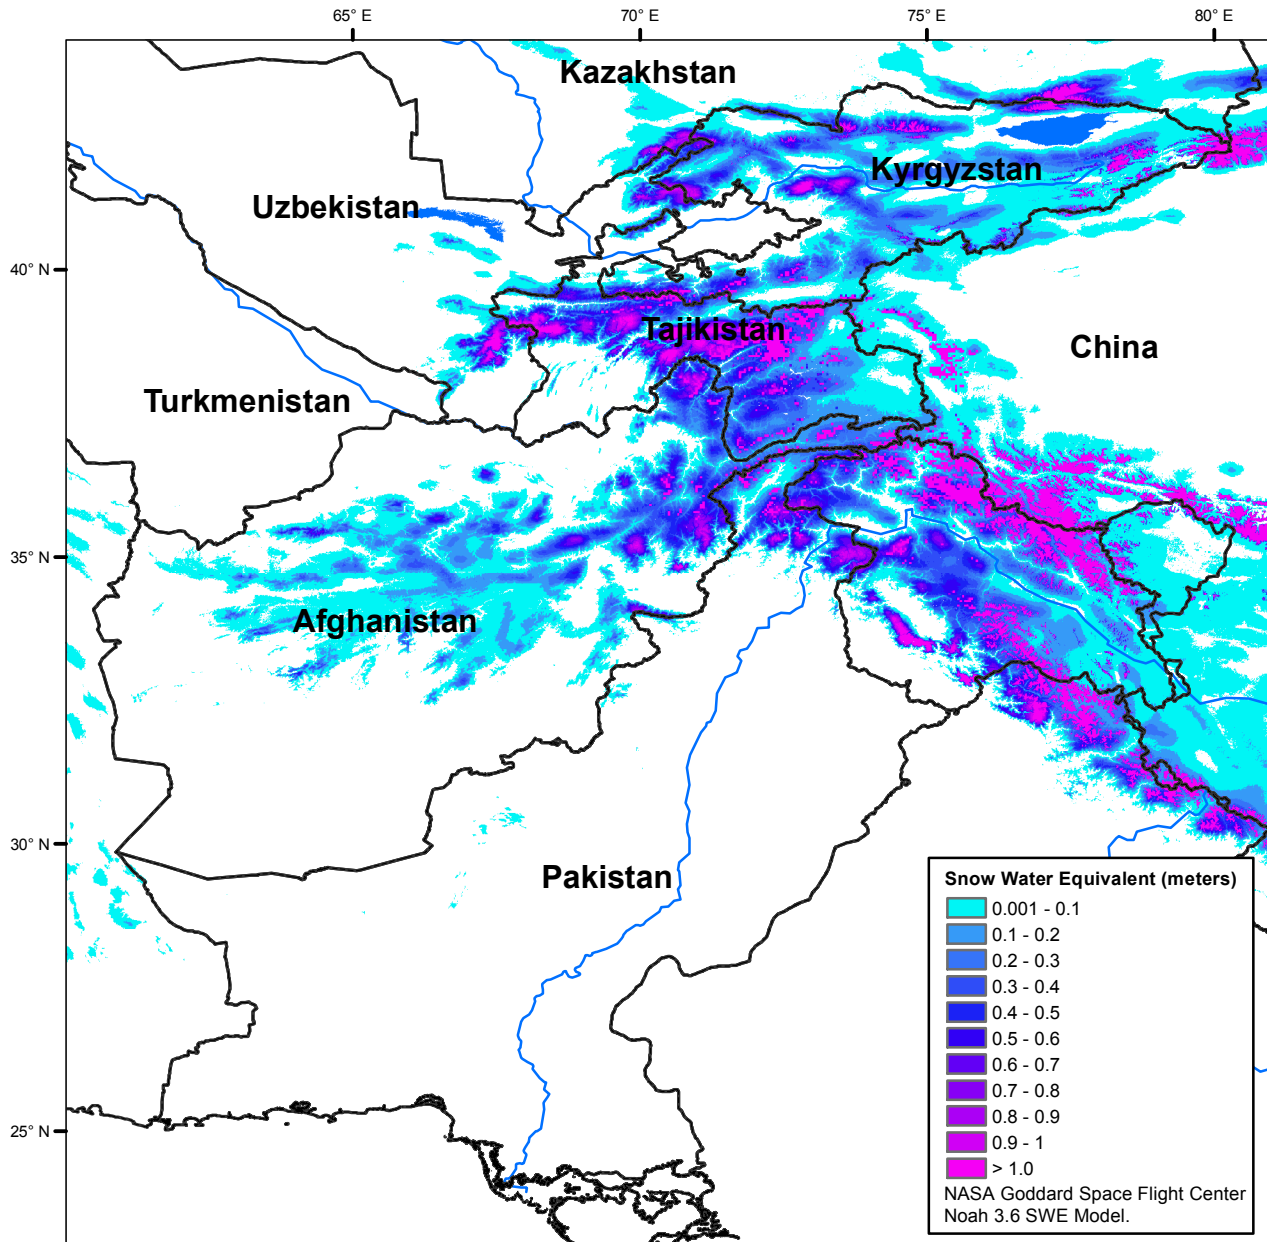 65° E
70° E
75° E
80° E
Kazakhstan
Kyrgyzstan
Uzbekistan
40° N
Tajikistan
China
Turkmenistan
35° N
Afghanistan
30° N
Pakistan
25° N
Snow Water Equivalent (meters)
0.001 - 0.1
0.1 - 0.2
0.2 - 0.3
0.3 - 0.4
0.4 - 0.5
0.5 - 0.6
0.6 - 0.7
0.7 - 0.8
0.8 - 0.9
0.9 - 1
> 1.0
NASA Goddard Space Flight Center
Noah 3.6 SWE Model.